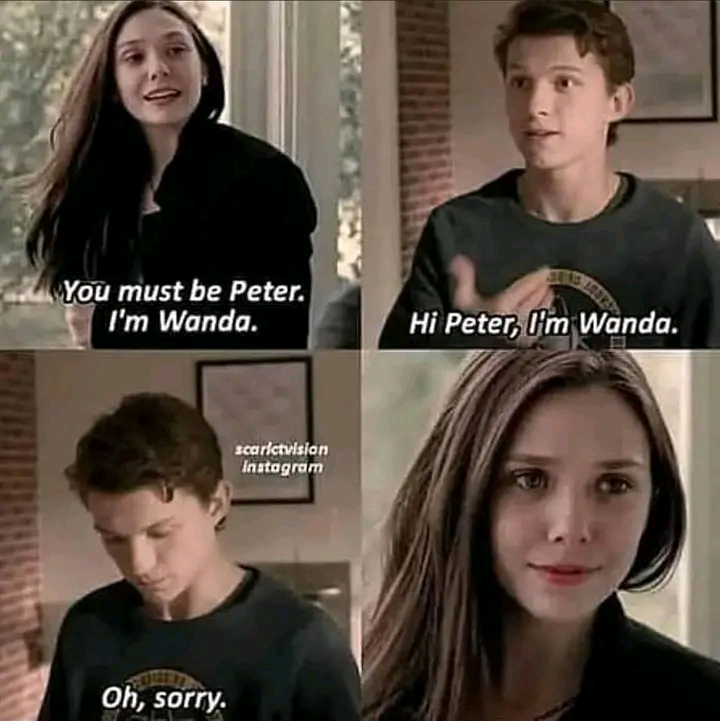 You must be Peter.
I'm Wanda.
Hi Peter, I'm Wanda.
scarlctvision
instagram
Oh, sorry.